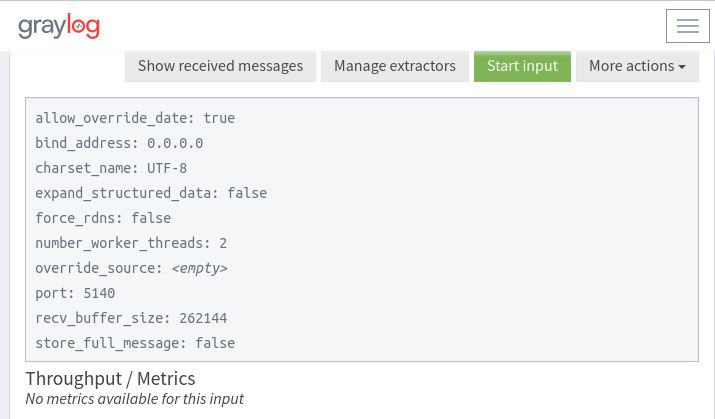 graylog
Show received messages Manage extractors Start input More actions
allow_override_date: true
bind_address: 0.0.0.0
charset_name: UTF-8
expand_structured_data: false
force_rdns: false
number_worker_threads: 2
override_source: <empty>
port: 5140
recv_buffer_size: 262144
store_full_message: false
Throughput / Metrics
No metrics available for this input